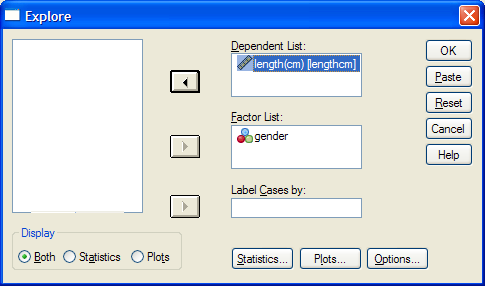 Explore
Dependent List:
length(cm) [lengthcm]
Factor List:
gender
Label Cases by:
OK
Paste
Reset
Cancel
Help
Display
Both Statistics Plots
Statistics... Plots... Options...